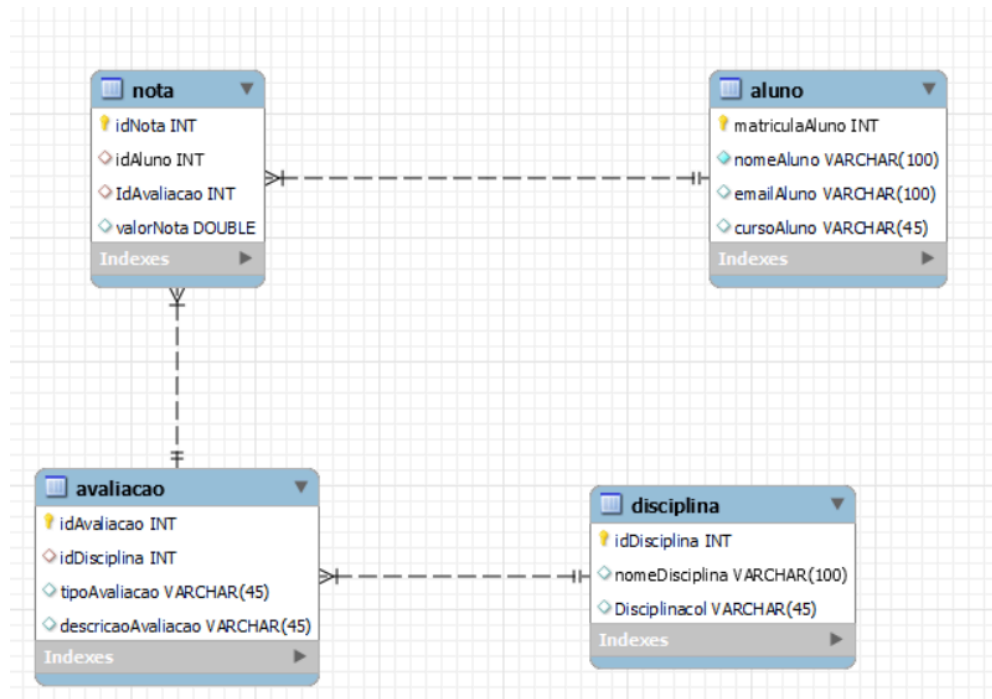 nota
idNota INT
idAluno INT
IdAvaliacao INT
valorNota DOUBLE
Indexes
aluno
matriculaAluno INT
nomeAluno VARCHAR(100)
emailAluno VARCHAR(100)
cursoAluno VARCHAR(45)
Indexes
avaliacao
idAvaliacao INT
idDisciplina INT
tipoAvaliacao VARCHAR(45)
descricaoAvaliacao VARCHAR(45)
Indexes
disciplina
idDisciplina INT
nomeDisciplina VARCHAR(100)
Disciplinacol VARCHAR(45)
Indexes